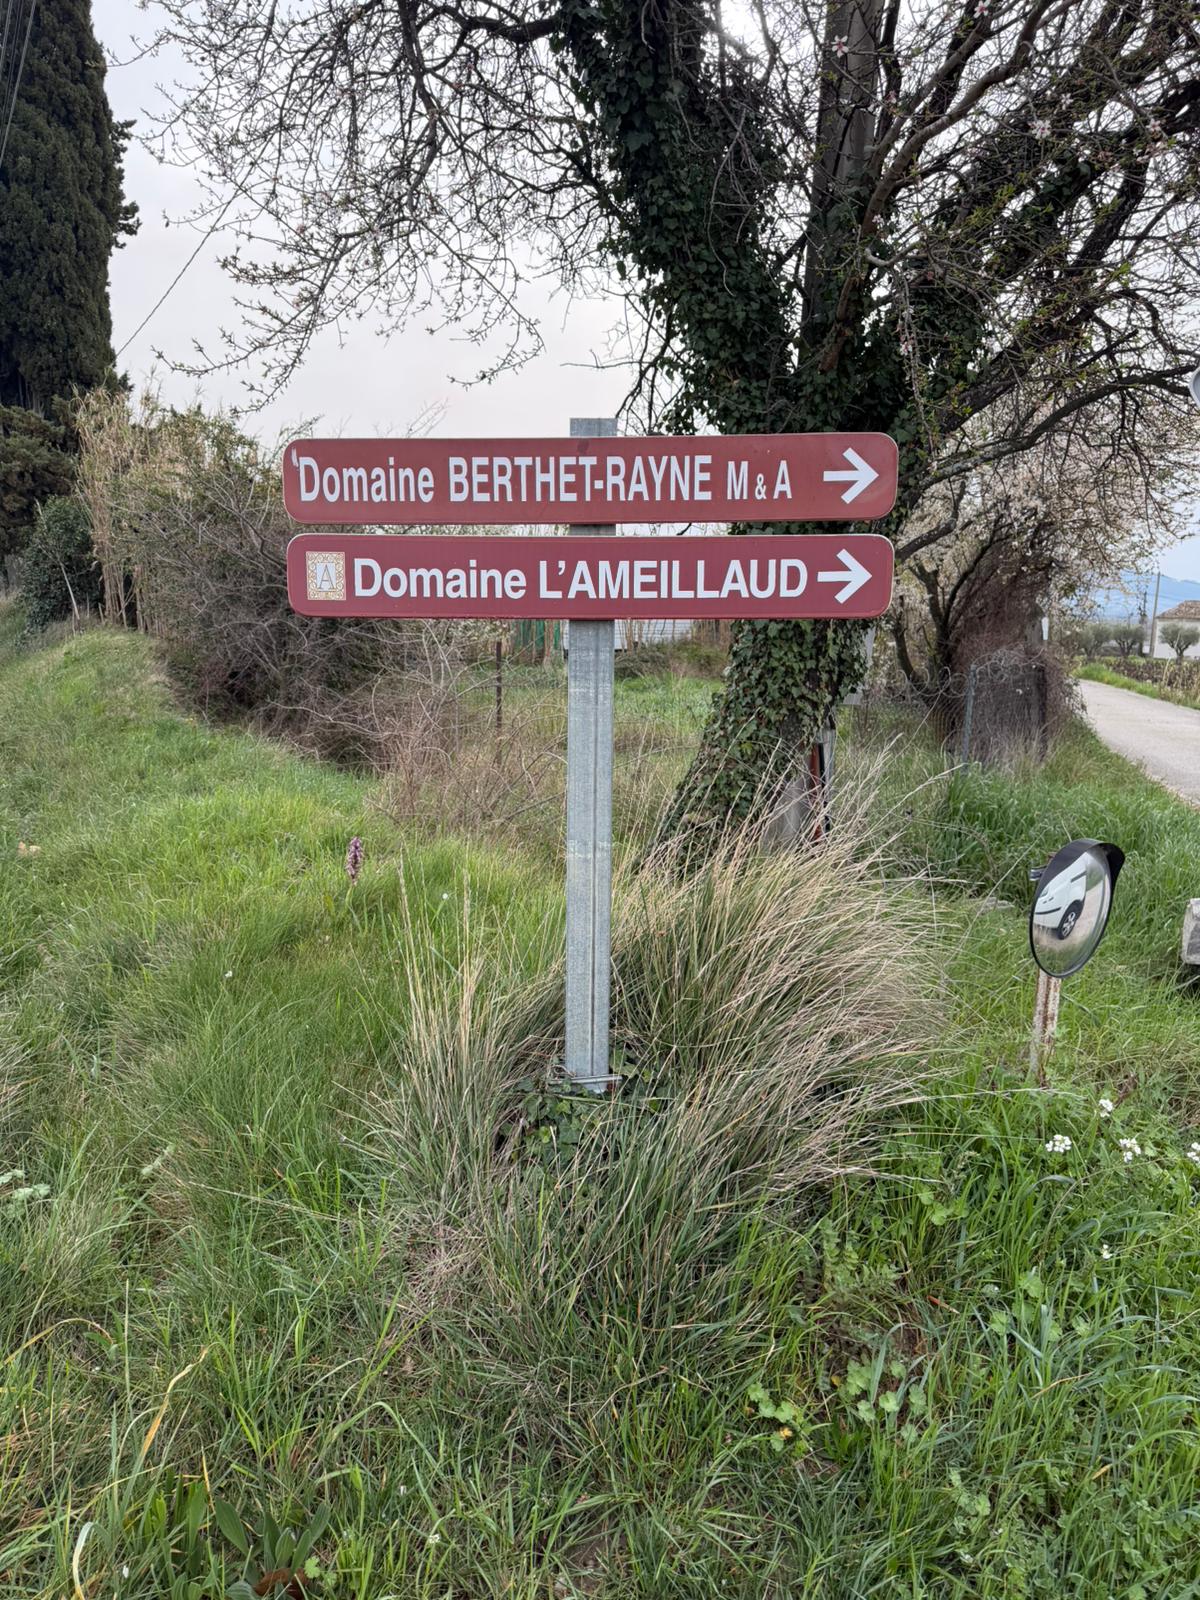 Domaine BERTHET-RAYNE M & A
A Domaine L'AMEILLAUD